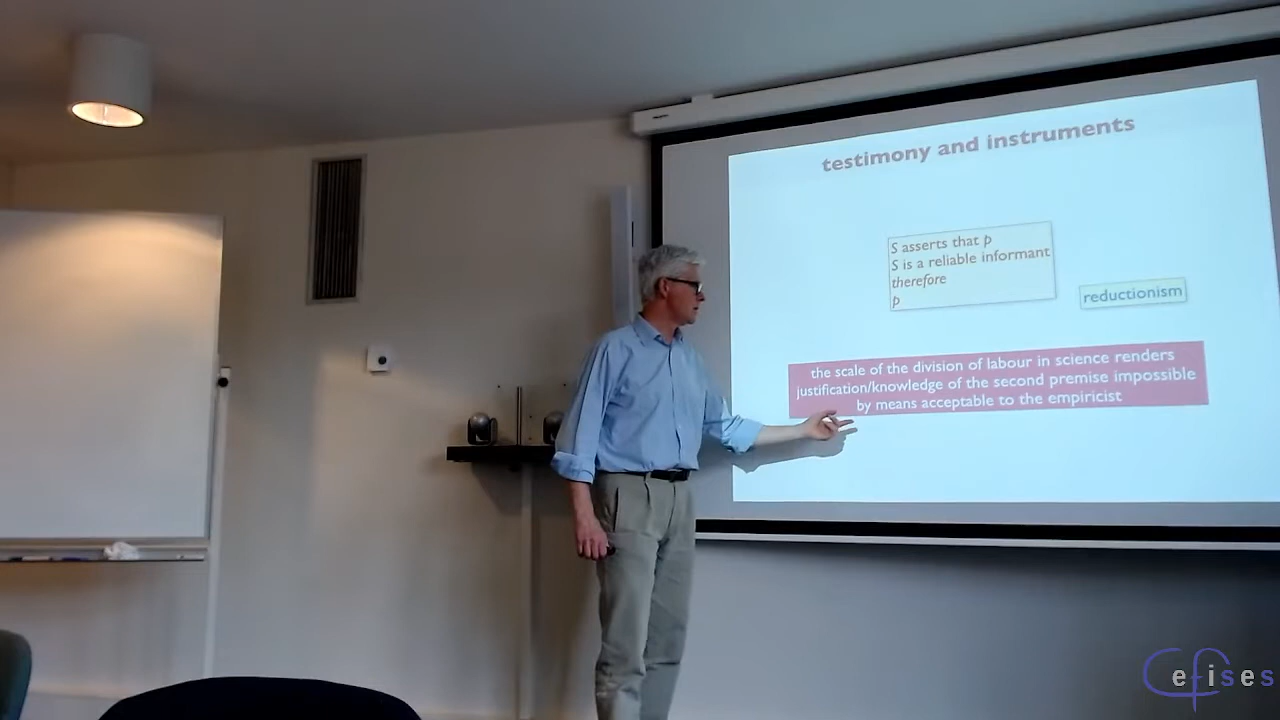 testimony and instruments
S asserts that p
S is a reliable informant
therefore
p
reductionism
the scale of the division of labour in science renders
justification/knowledge of the second premise impossible
by means acceptable to the empiricist
Cefises